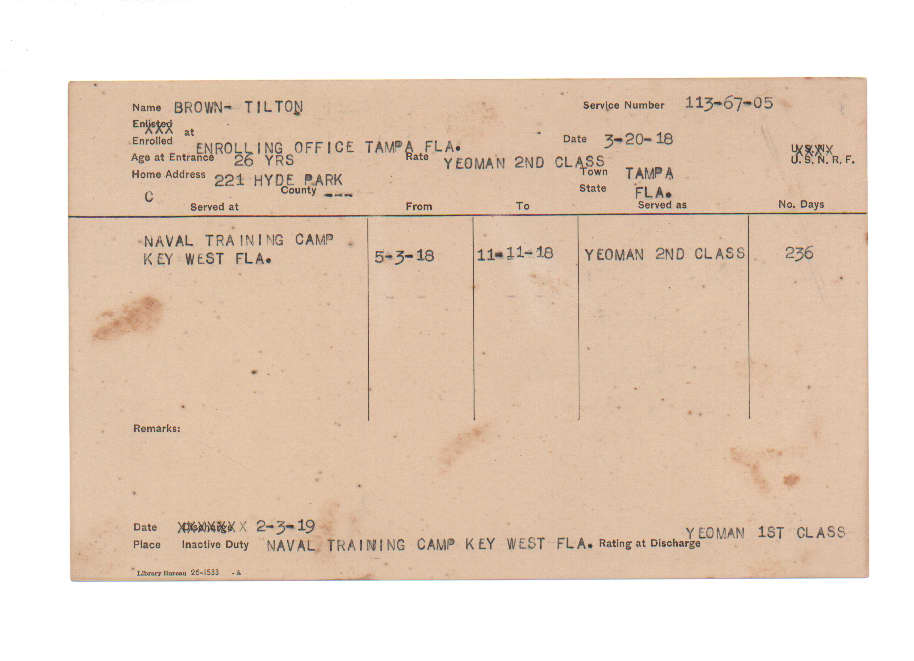 Name BROWN- TILTON Service Number 113-67-05
Enlisted
XXX at
Enrolled ENROLLING OFFICE TAMPA FLA. Date 3-20-18 U.S.N.
Age at Entrance 26 YRS Rate YEOMAN 2ND CLASS U.S.N.R.F.
Home Address 221 HYDE PARK Town TAMPA
C County --- State FLA.
Served at From To Served as No. Days
NAVAL TRAINING CAMP
KEY WEST FLA. 5-3-18 11-11-18 YEOMAN 2ND CLASS 236
Remarks:
Date XXXXXXX 2-3-19
Place Inactive Duty NAVAL TRAINING CAMP KEY WEST FLA. Rating at Discharge YEOMAN 1ST CLASS
Library Bureau 26-1533 -A